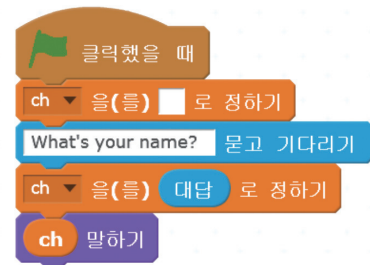 클릭했을 때
ch 을(를) 로 정하기
What's your name? 묻고 기다리기
ch 을(를) 대답 로 정하기
ch 말하기